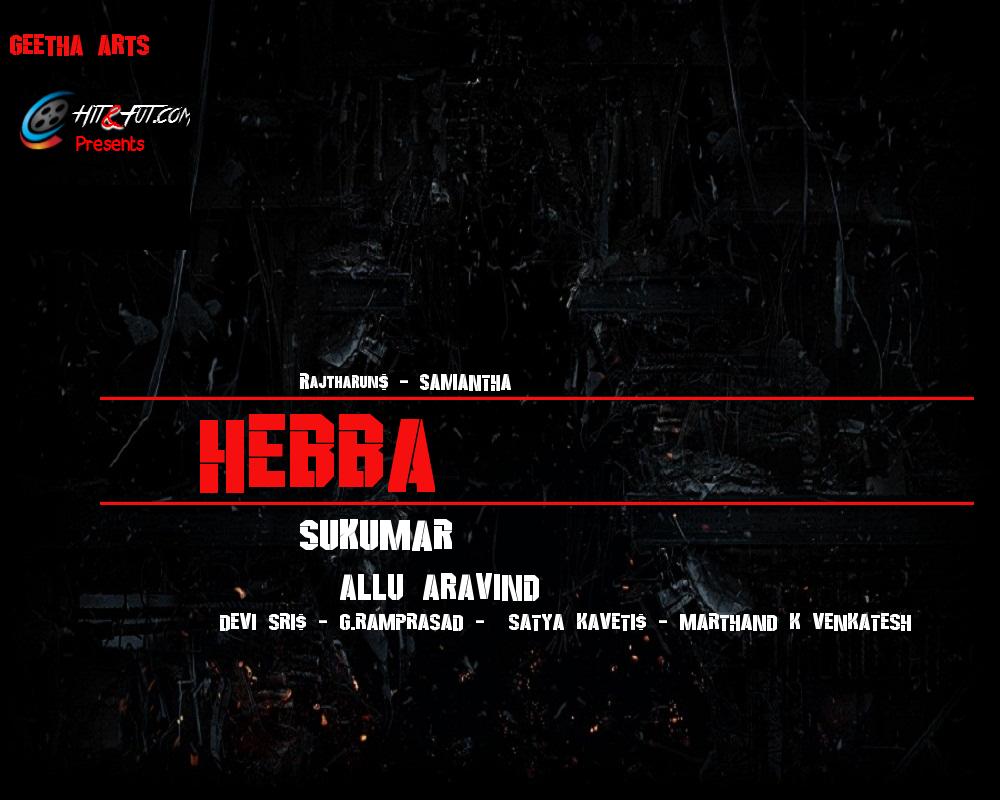 GEETHA ARTS
HIT&FUT.COM
Presents
RAJTHARUN$ - SAMANTHA
HEBBA
SUKUMAR
ALLU ARAVIND
DEVI SRI$ - G.RAMPRASAD - SATYA KAVETI$ - MARTHAND K VENKATESH